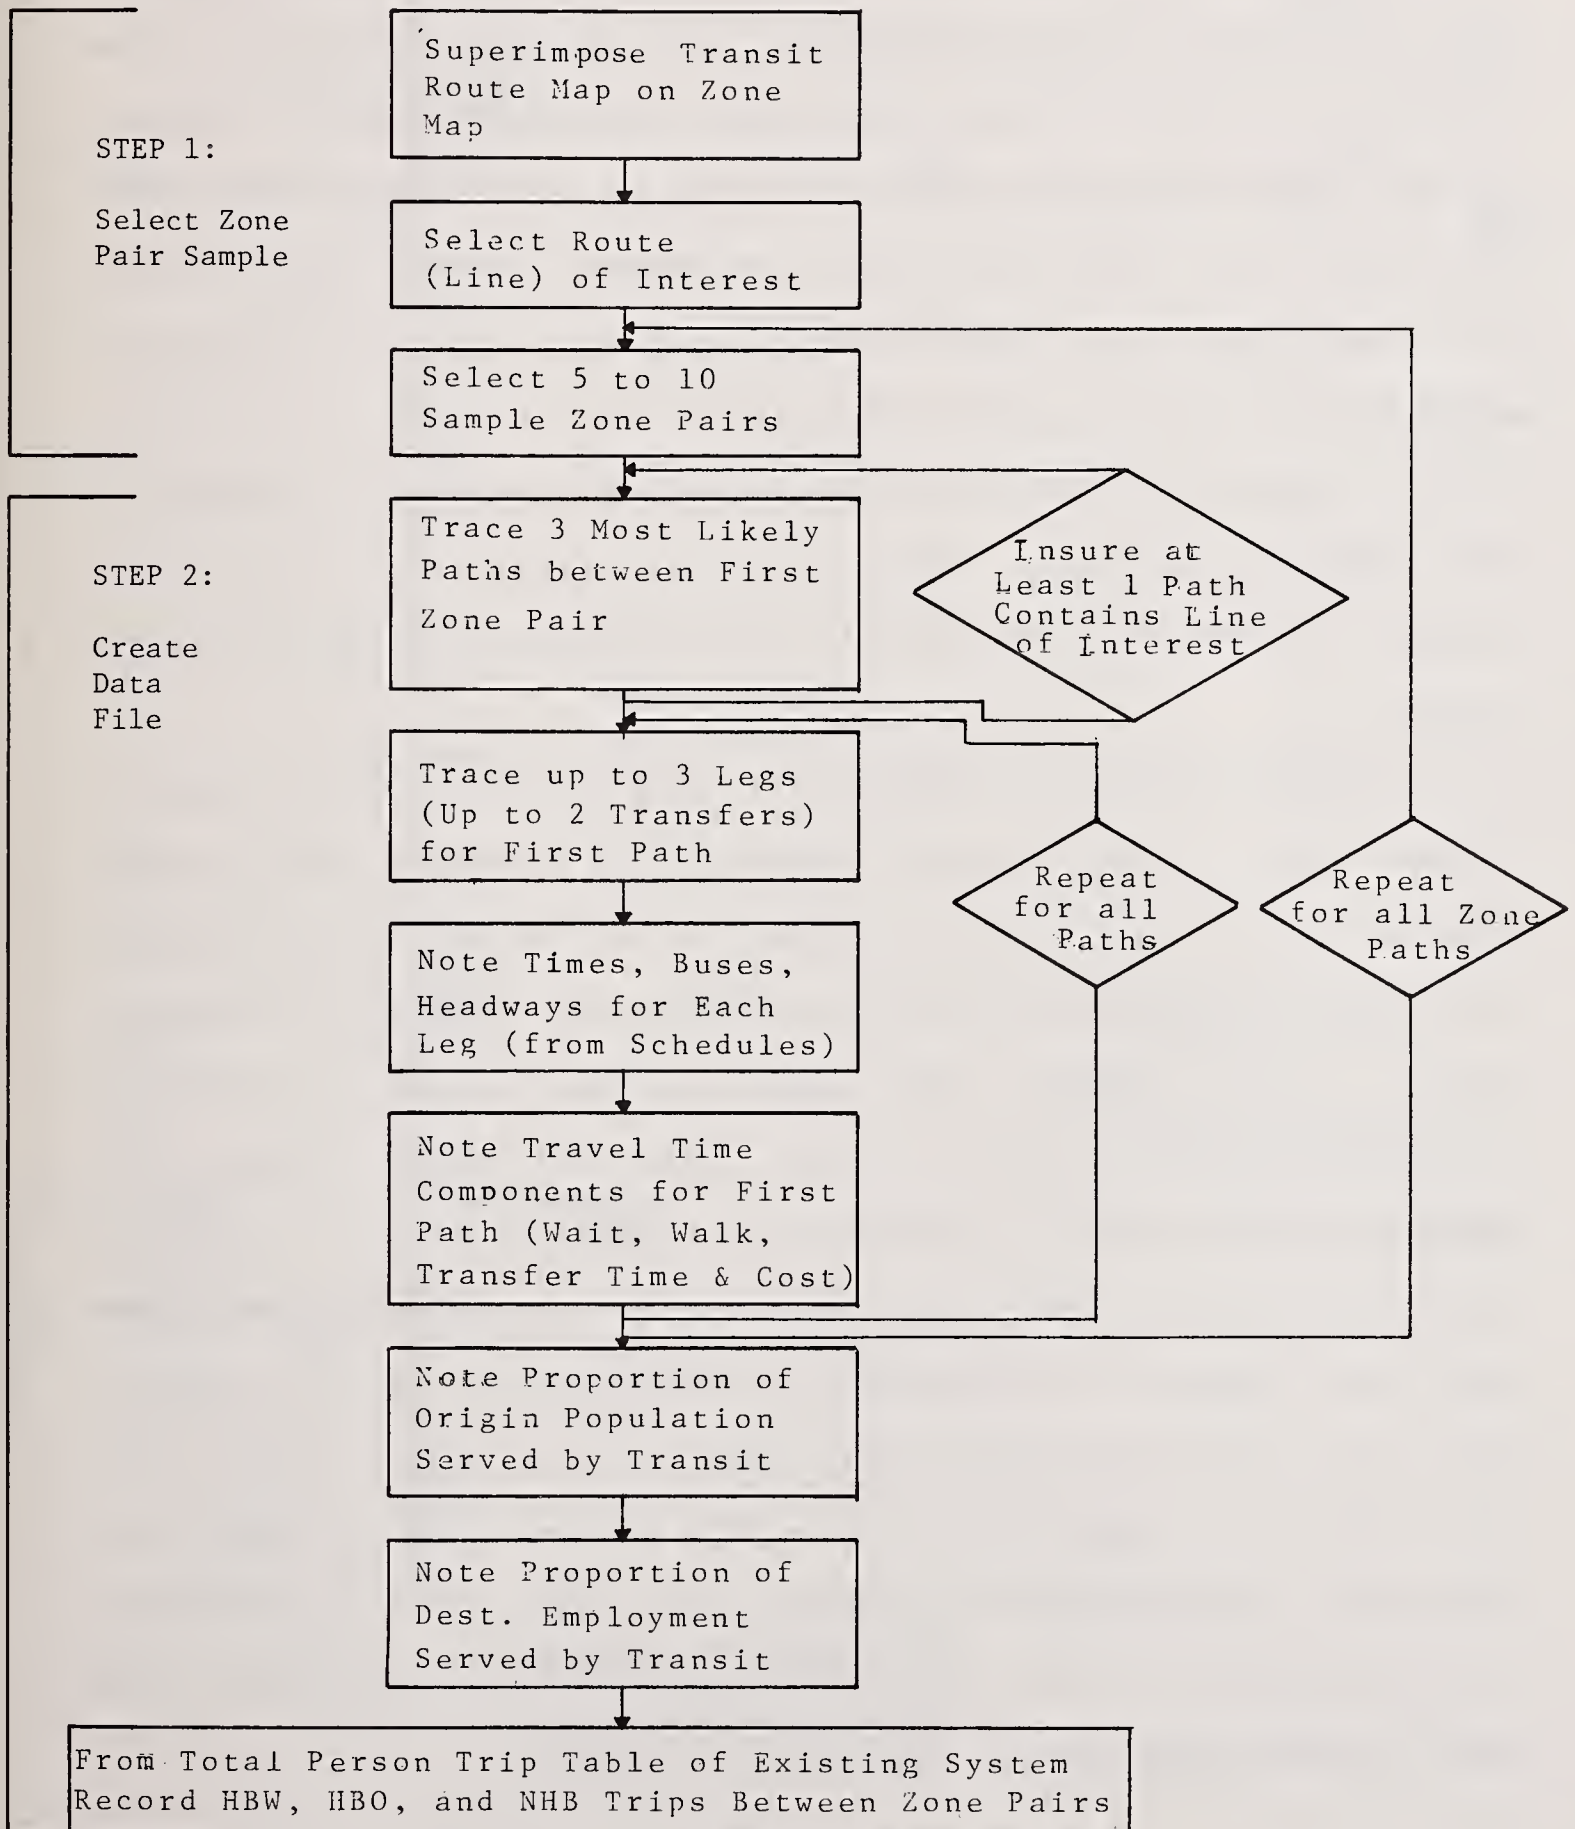 Superimpose Transit
Route Map on Zone
Map
STEP 1:
Select Zone
Pair Sample
Select Route
(Line) of Interest
Select 5 to 10
Sample Zone Pairs
STEP 2:
Create
Data
File
Trace 3 Most Likely
Paths between First
Zone Pair
Insure at
Least 1 Path
Contains Line
of Interest
Trace up to 3 Legs
(Up to 2 Transfers)
for First Path
Repeat
for all
Paths
Repeat
for all Zone
Paths
Note Times, Buses,
Headways for Each
Leg (from Schedules)
Note Travel Time
Components for First
Path (Wait, Walk,
Transfer Time & Cost)
Note Proportion of
Origin Population
Served by Transit
Note Proportion of
Dest. Employment
Served by Transit
From Total Person Trip Table of Existing System
Record HBW, HBO, and NHB Trips Between Zone Pairs